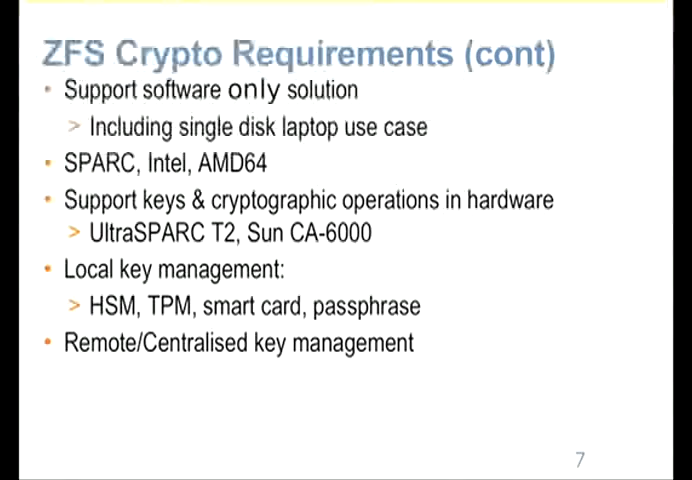 ZFS Crypto Requirements (cont)
• Support software only solution
> Including single disk laptop use case
• SPARC, Intel, AMD64
• Support keys & cryptographic operations in hardware
> UltraSPARC T2, Sun CA-6000
• Local key management:
> HSM, TPM, smart card, passphrase
• Remote/Centralised key management
7